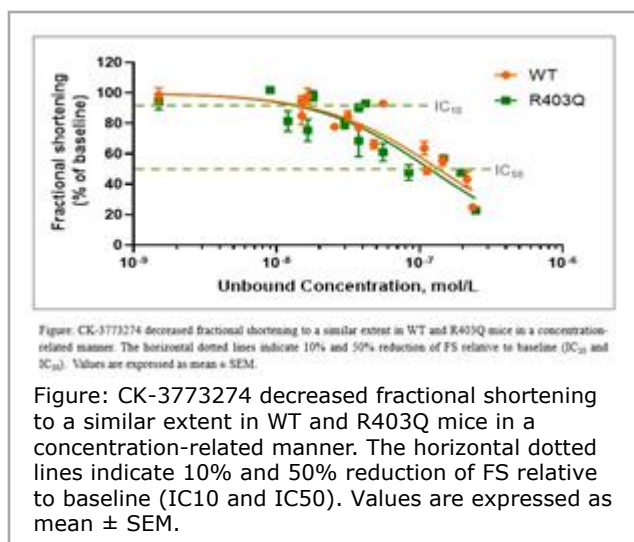 120
100
80
60
40
20
0
Fractional shortening
(% of baseline)
WT
R403Q
IC₁₀
IC₅₀
10⁻⁹ 10⁻⁸ 10⁻⁷ 10⁻⁶
Unbound Concentration, mol/L
Figure: CK-3773274 decreased fractional shortening to a similar extent in WT and R403Q mice in a concentration-
related manner. The horizontal dotted lines indicate 10% and 50% reduction of FS relative to baseline (IC₁₀ and
IC₅₀). Values are expressed as mean ± SEM.
Figure: CK-3773274 decreased fractional shortening
to a similar extent in WT and R403Q mice in a
concentration-related manner. The horizontal dotted
lines indicate 10% and 50% reduction of FS relative
to baseline (IC10 and IC50). Values are expressed as
mean ± SEM.